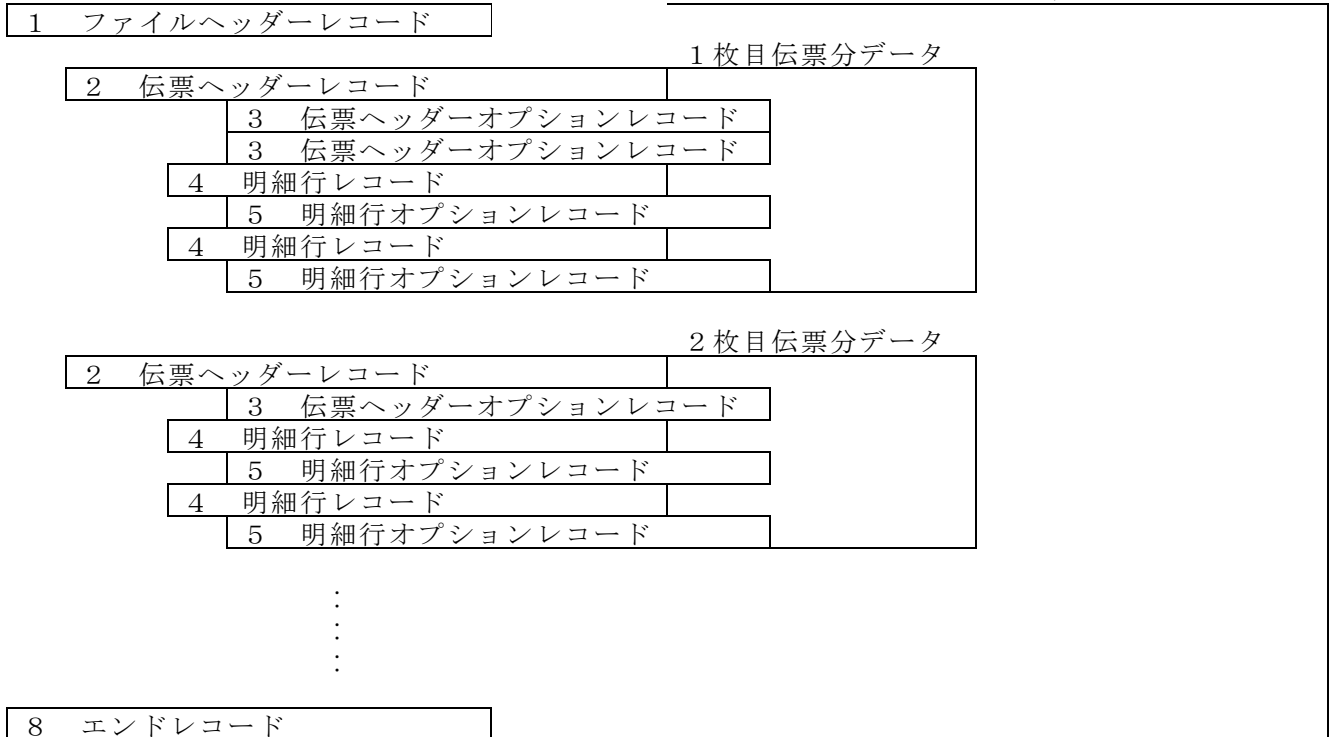 １　ファイルヘッダーレコード
１枚目伝票分データ
２　伝票ヘッダーレコード
３　伝票ヘッダーオプションレコード
３　伝票ヘッダーオプションレコード
４　明細行レコード
５　明細行オプションレコード
４　明細行レコード
５　明細行オプションレコード
２枚目伝票分データ
２　伝票ヘッダーレコード
３　伝票ヘッダーオプションレコード
４　明細行レコード
５　明細行オプションレコード
４　明細行レコード
５　明細行オプションレコード
：
：
：
８　エンドレコード